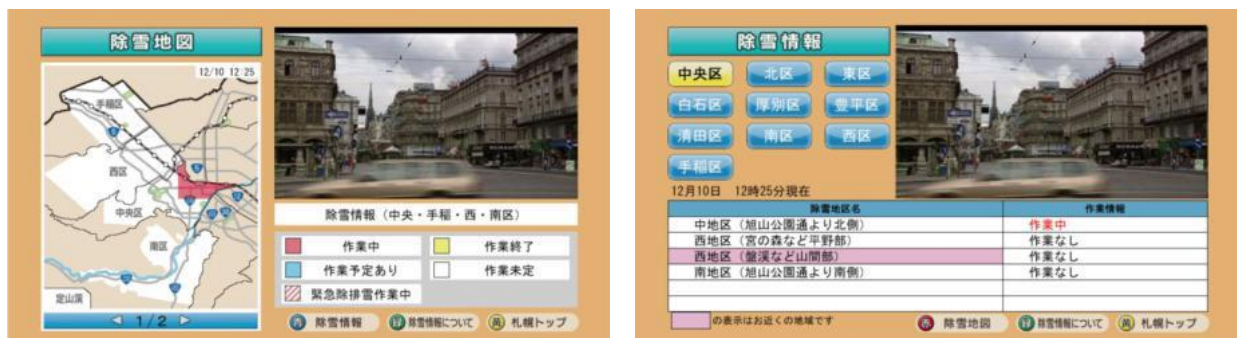 除雪地図
12/10 12:25
手稲区
西区
中央区
南区
定山渓
1/2
除雪情報（中央・手稲・西・南区）
作業中
作業終了
作業予定あり
作業未定
緊急除排雪作業中
青 除雪情報
緑 除雪情報について
黄 札幌トップ
除雪情報
中央区
北区
東区
白石区
厚別区
豊平区
清田区
南区
西区
手稲区
12月10日 12時25分現在
除雪地区名 作業情報
中地区（旭山公園通より北側） 作業中
西地区（宮の森など平野部） 作業なし
西地区（盤渓など山間部） 作業なし
南地区（旭山公園通より南側） 作業なし
の表示はお近くの地域です
赤 除雪地図
緑 除雪情報について
黄 札幌トップ